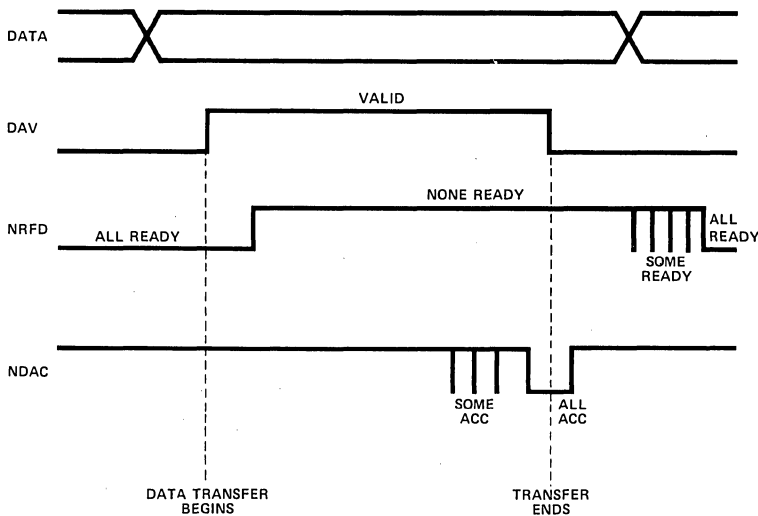 DATA
VALID
DAV
NONE READY
NRFD
ALL READY
ALL
READY
SOME
READY
NDAC
SOME
ACC
ALL
ACC
DATA TRANSFER
BEGINS
TRANSFER
ENDS